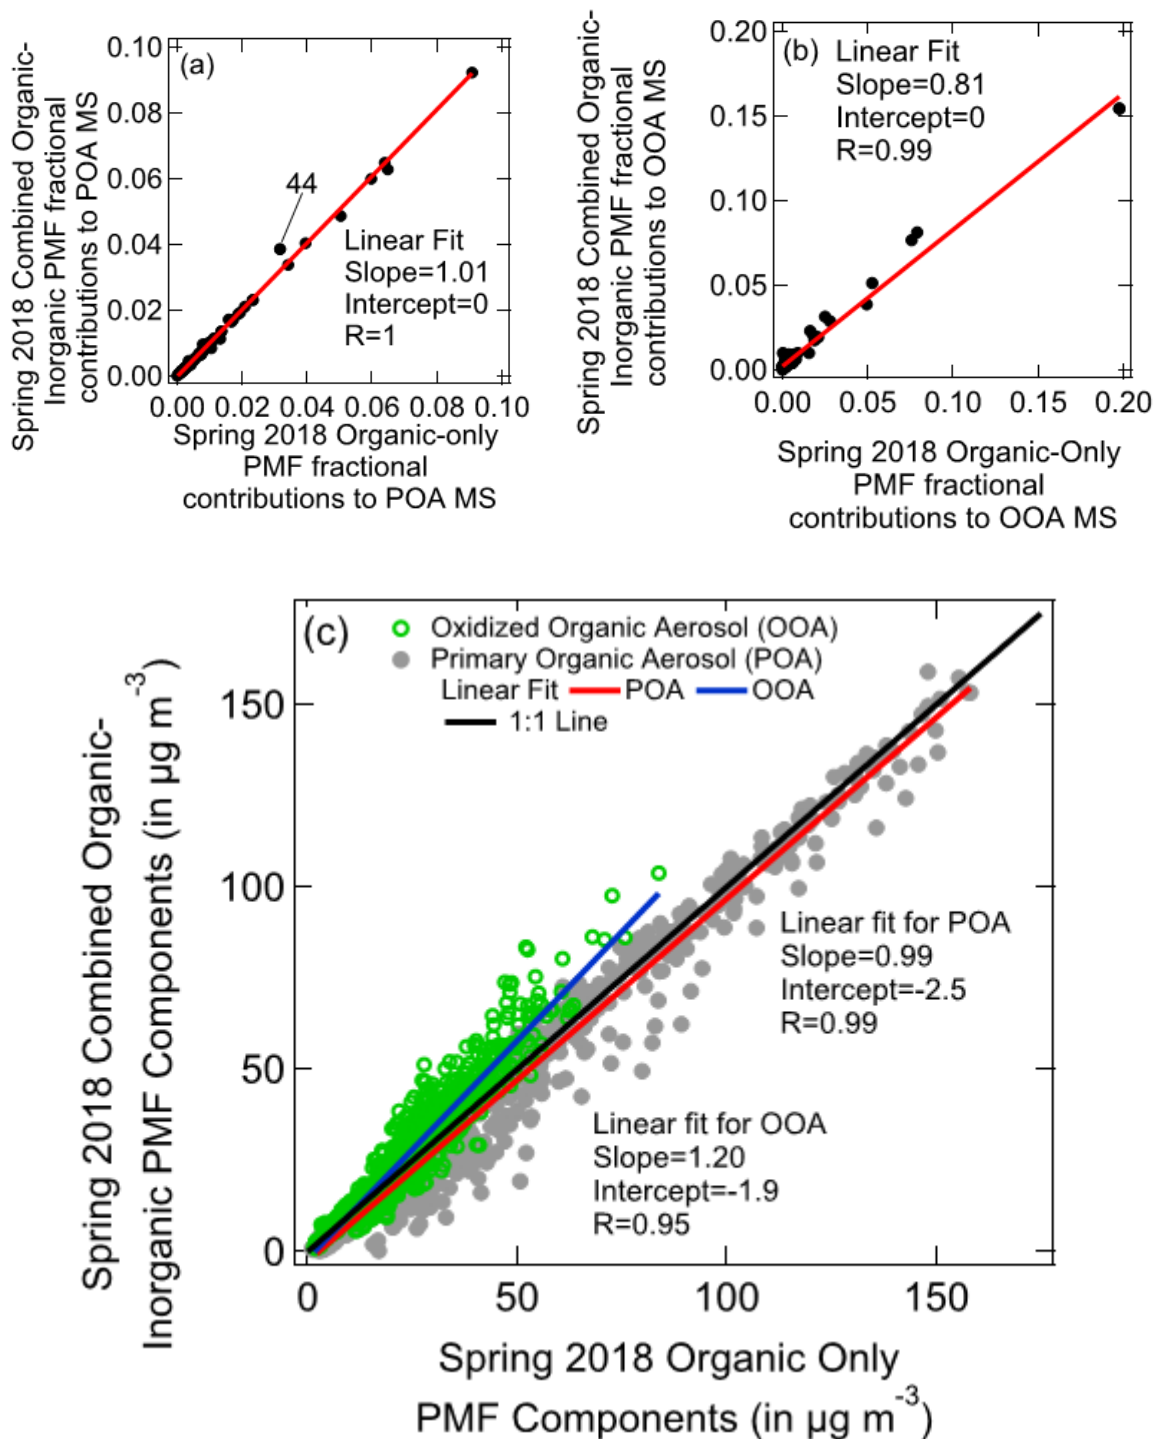 Spring 2018 Combined Organic-
Inorganic PMF fractional
contributions to POA MS
0.10
0.08
0.06
0.04
0.02
0.00
(a)
44
Linear Fit
Slope=1.01
Intercept=0
R=1
0.00 0.02 0.04 0.06 0.08 0.10
Spring 2018 Organic-only
PMF fractional
contributions to POA MS
Spring 2018 Combined Organic-
Inorganic PMF fractional
contributions to OOA MS
0.20
0.15
0.10
0.05
0.00
(b)
Linear Fit
Slope=0.81
Intercept=0
R=0.99
0.00 0.05 0.10 0.15 0.20
Spring 2018 Organic-Only
PMF fractional
contributions to OOA MS
Spring 2018 Combined Organic-
Inorganic PMF Components (in µg m⁻³)
150
100
50
0
(c)
Oxidized Organic Aerosol (OOA)
Primary Organic Aerosol (POA)
Linear Fit POA OOA
1:1 Line
Linear fit for POA
Slope=0.99
Intercept=-2.5
R=0.99
Linear fit for OOA
Slope=1.20
Intercept=-1.9
R=0.95
0 50 100 150
Spring 2018 Organic Only
PMF Components (in µg m⁻³)